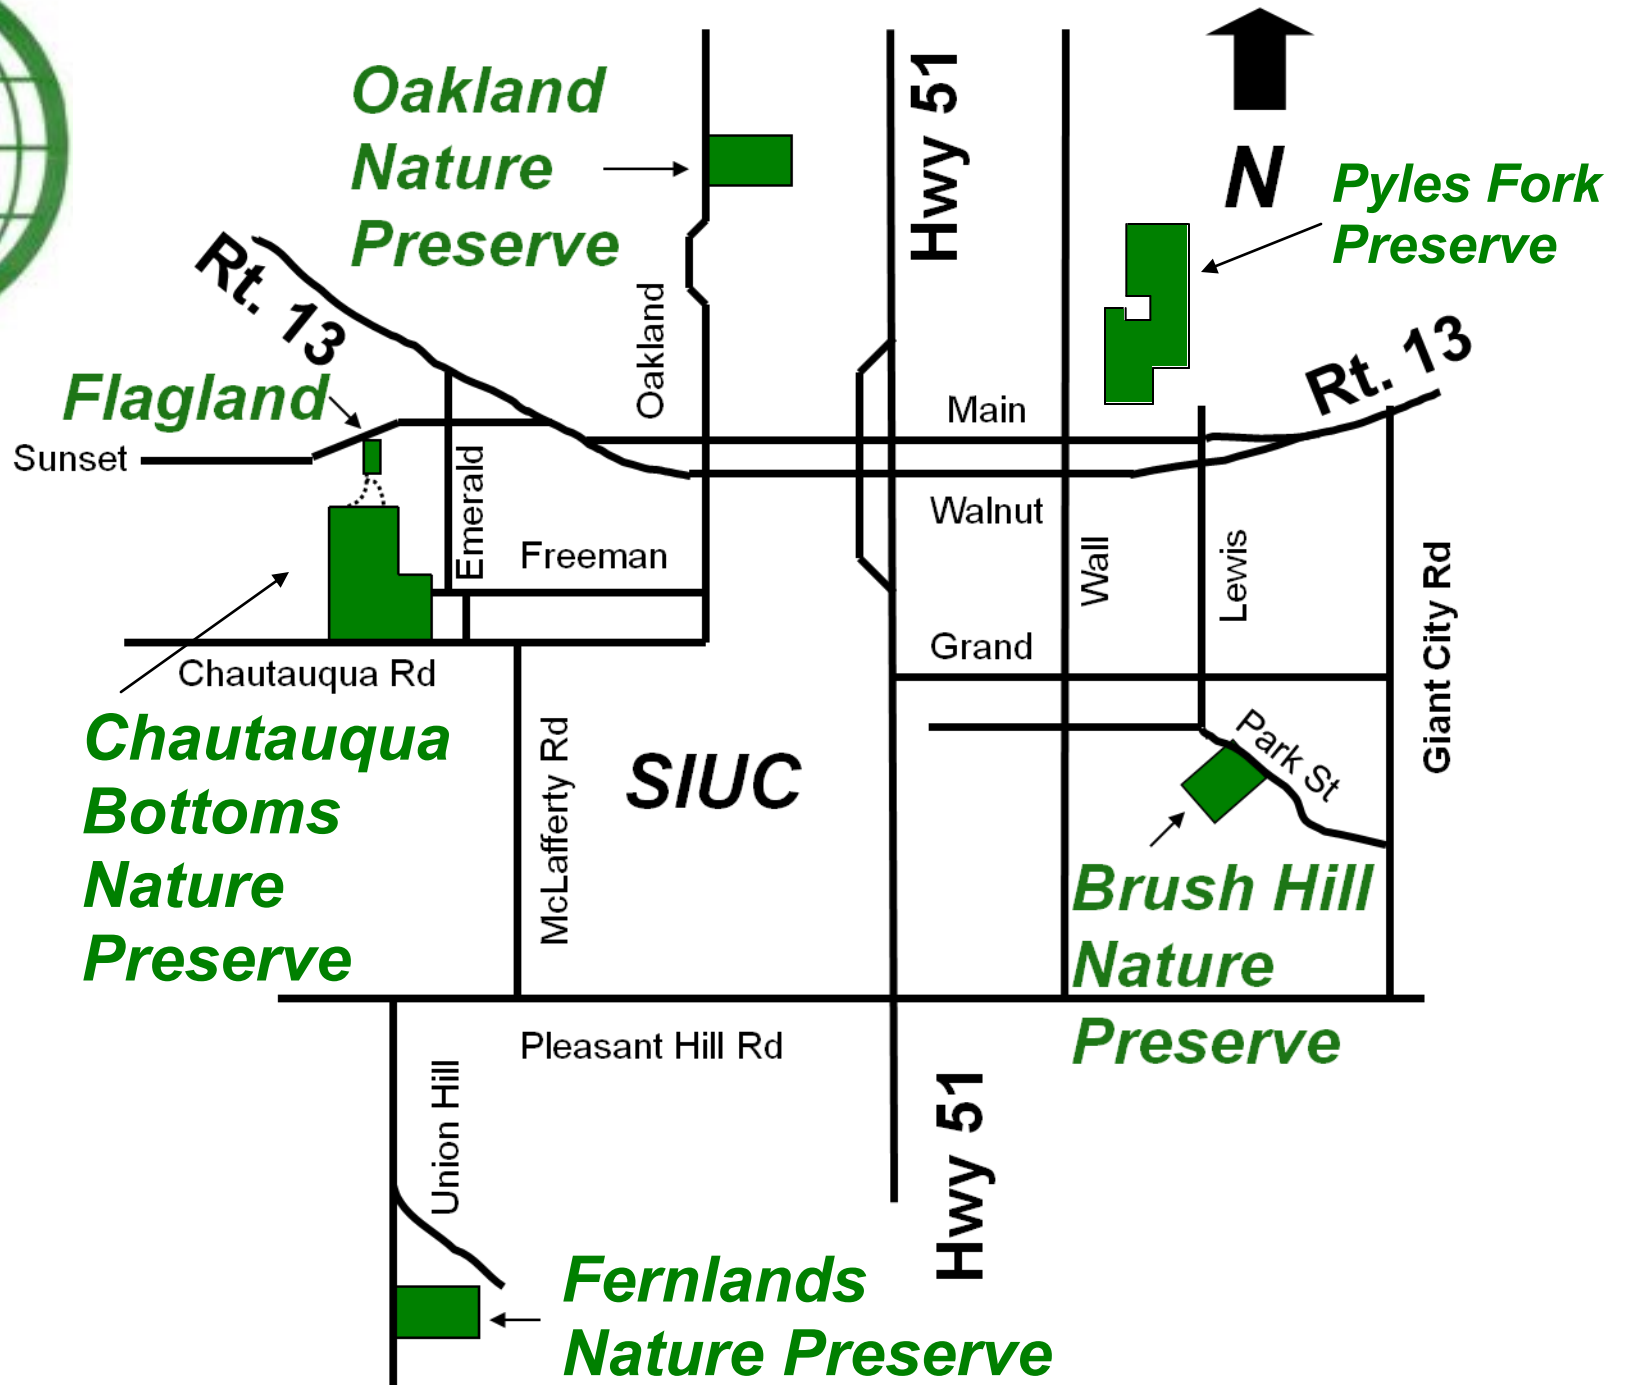 Oakland
Nature
Preserve
Hwy 51
N
Pyles Fork
Preserve
Rt. 13
Oakland
Rt. 13
Flagland
Main
Sunset
Emerald
Walnut
Freeman
Wall
Lewis
Giant City Rd
Grand
Chautauqua Rd
Chautauqua
Bottoms
Nature
Preserve
McLafferty Rd
SIUC
Park St
Brush Hill
Nature
Preserve
Pleasant Hill Rd
Union Hill
Hwy 51
Fernlands
Nature Preserve